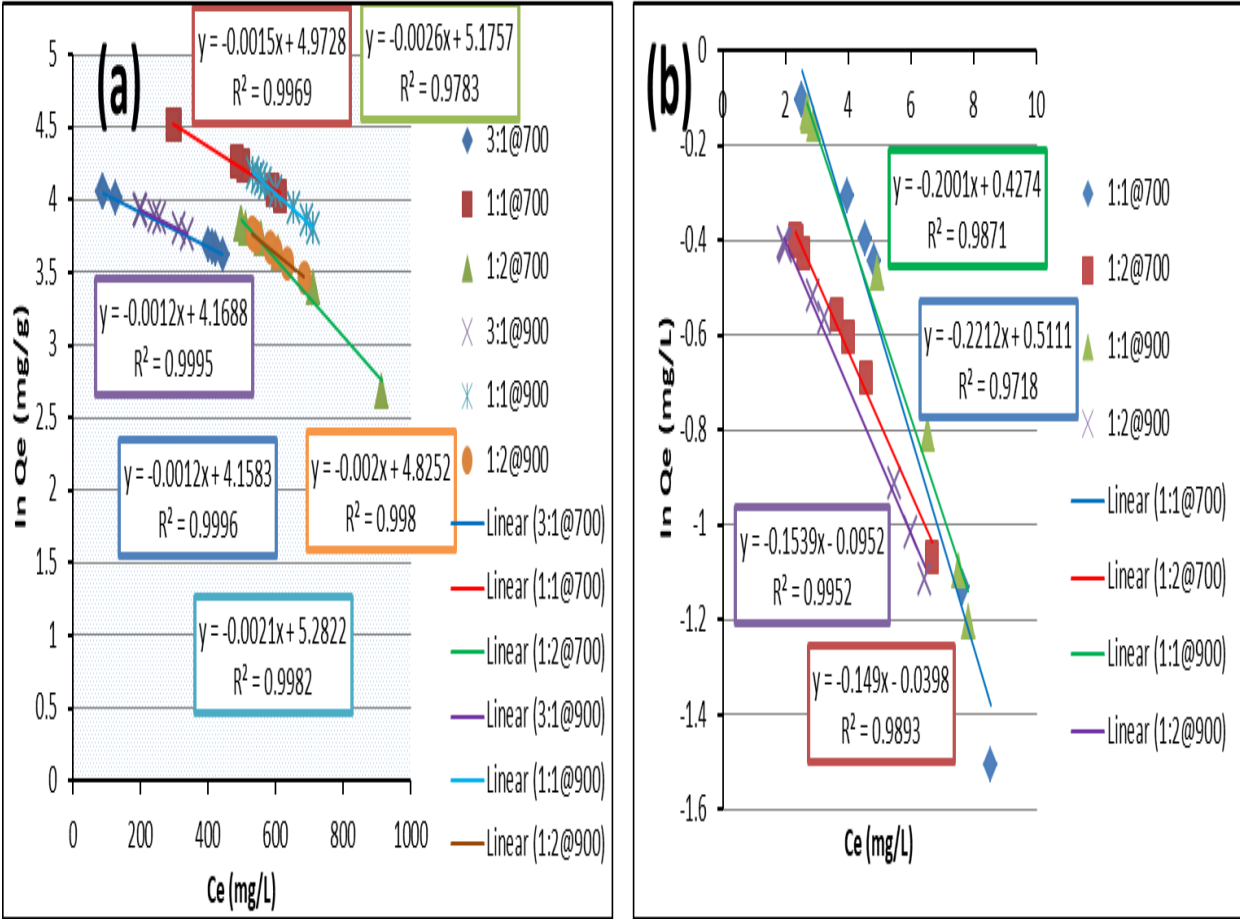 (a)
y = -0.0015x + 4.9728
R² = 0.9969
y = -0.0026x + 5.1757
R² = 0.9783
y = -0.0012x + 4.1688
R² = 0.9995
y = -0.0012x + 4.1583
R² = 0.9996
y = -0.002x + 4.8252
R² = 0.998
y = -0.0021x + 5.2822
R² = 0.9982
ln Qe (mg/g)
5
4.5
4
3.5
3
2.5
2
1.5
1
0.5
0
0 200 400 600 800 1000
Ce (mg/L)
3:1@700
1:1@700
1:2@700
3:1@900
1:1@900
1:2@900
Linear (3:1@700)
Linear (1:1@700)
Linear (1:2@700)
Linear (3:1@900)
Linear (1:1@900)
Linear (1:2@900)
(b)
0 2 4 6 8 10
ln Qe (mg/L)
0
-0.2
-0.4
-0.6
-0.8
-1
-1.2
-1.4
-1.6
y = -0.2001x + 0.4274
R² = 0.9871
y = -0.2212x + 0.5111
R² = 0.9718
y = -0.1539x - 0.0952
R² = 0.9952
y = -0.149x - 0.0398
R² = 0.9893
Ce (mg/L)
1:1@700
1:2@700
1:1@900
1:2@900
Linear (1:1@700)
Linear (1:2@700)
Linear (1:1@900)
Linear (1:2@900)